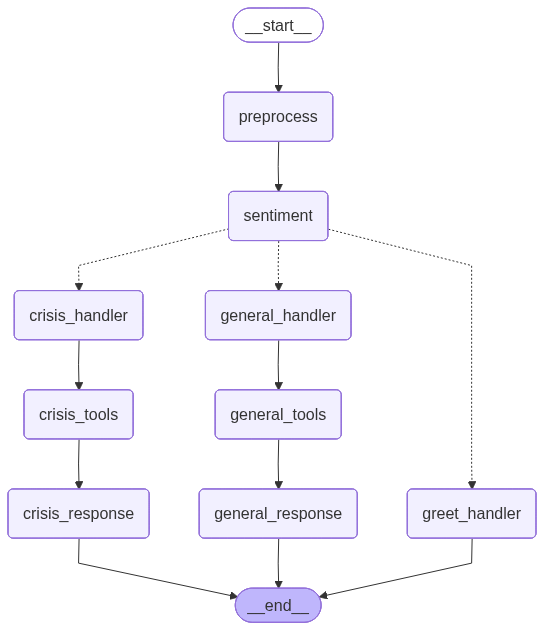 __start__
preprocess
sentiment
crisis_handler
general_handler
crisis_tools
general_tools
crisis_response
general_response
greet_handler
__end__